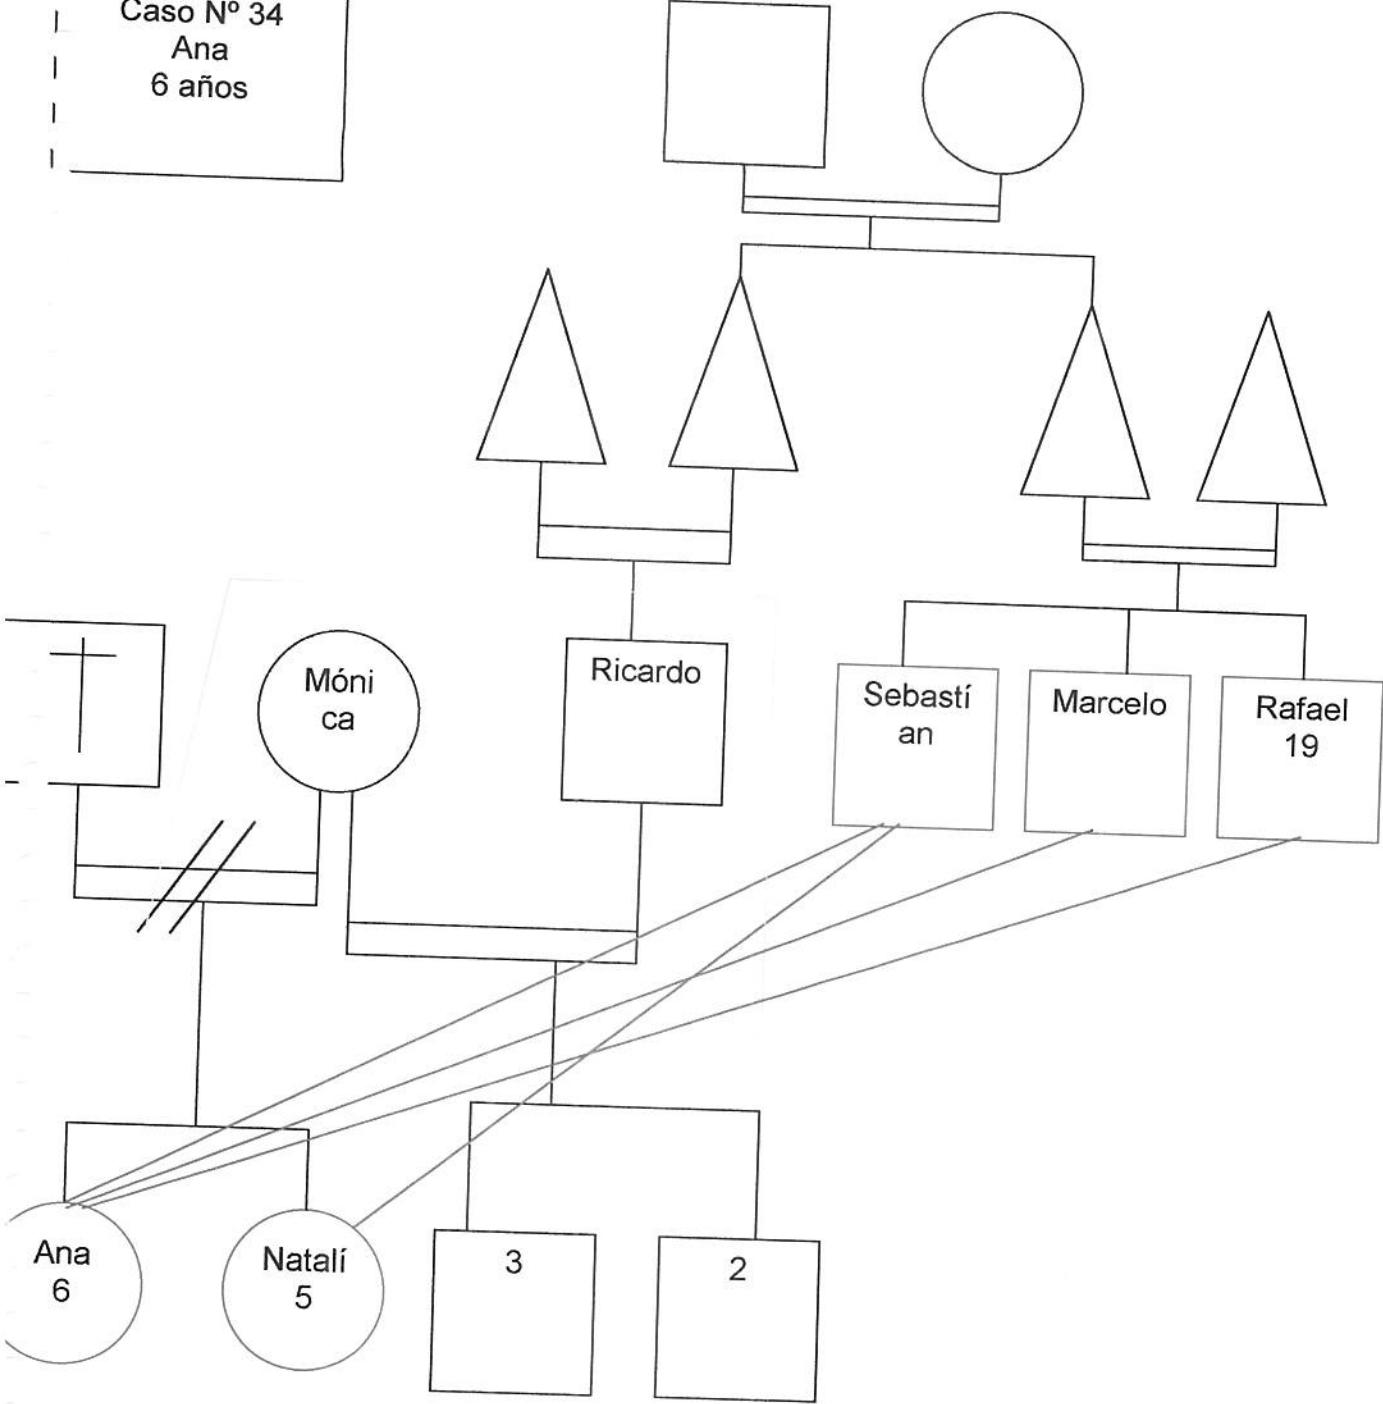 Caso Nº 34
Ana
6 años
Móni
ca
Ricardo
Sebastí
an
Marcelo
Rafael
19
Ana
6
Natalí
5
3
2